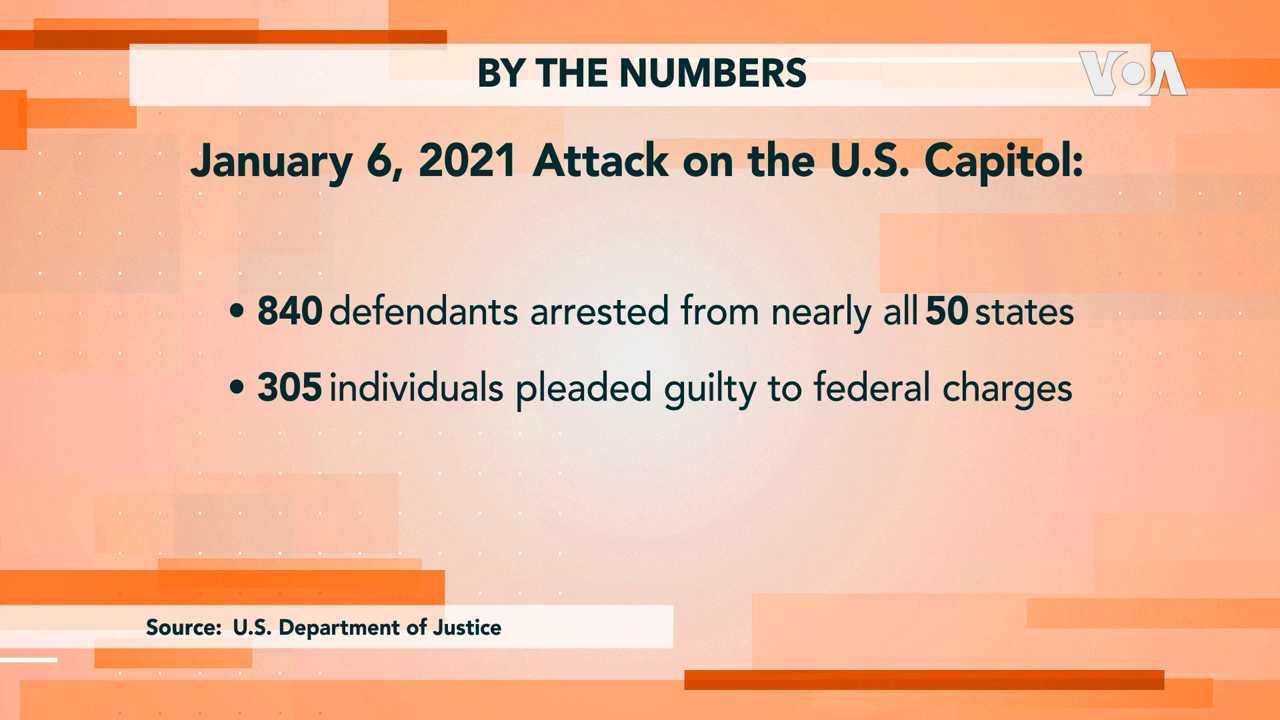 BY THE NUMBERS
VOA
January 6, 2021 Attack on the U.S. Capitol:
• 840 defendants arrested from nearly all 50 states
• 305 individuals pleaded guilty to federal charges
Source: U.S. Department of Justice